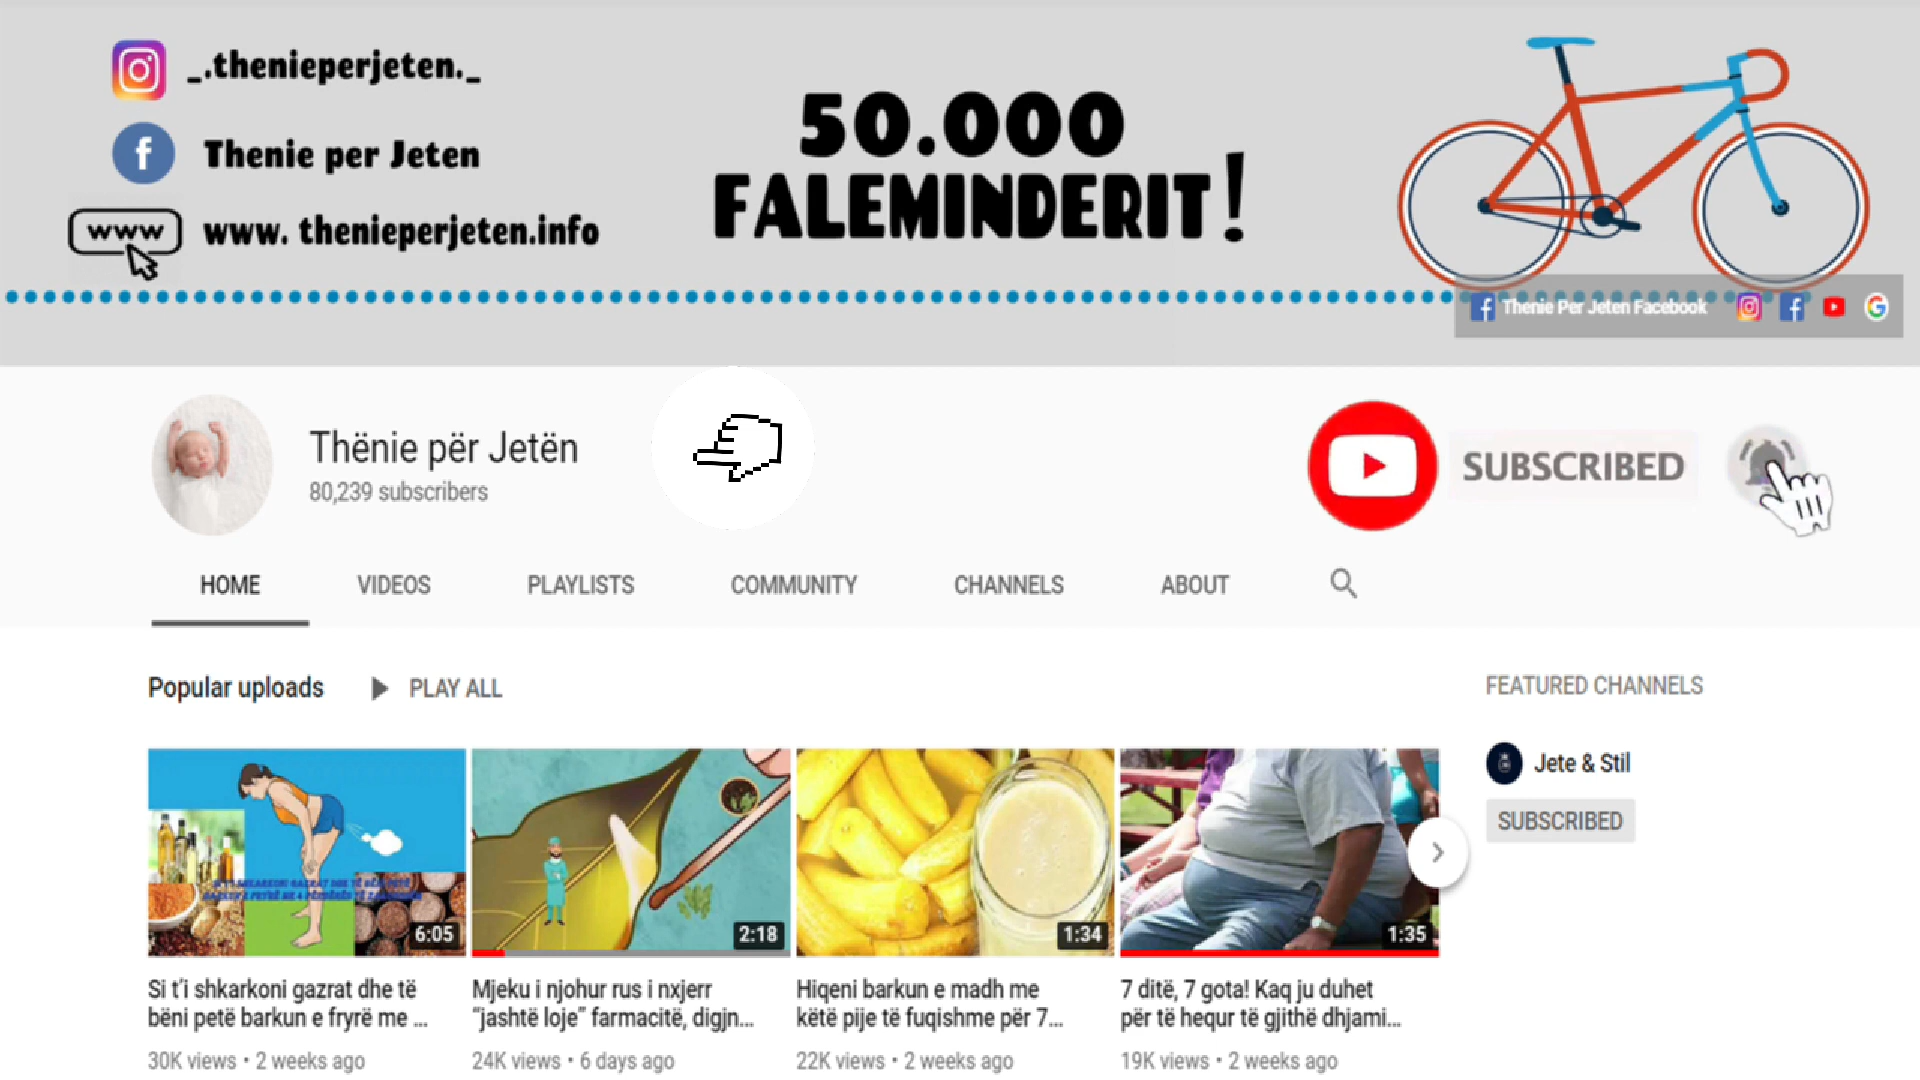 _.thenieperjeten._
Thenie per Jeten
www
www. thenieperjeten.info
50.000
FALEMINDERIT!
Thenie Per Jeten Facebook
Thënie për Jetën
80,239 subscribers
SUBSCRIBED
HOME VIDEOS PLAYLISTS COMMUNITY CHANNELS ABOUT
Popular uploads PLAY ALL
6:05
Si t'i shkarkoni gazrat dhe të
bëni petë barkun e fryrë me ...
30K views • 2 weeks ago
2:18
Mjeku i njohur rus i nxjerr
“jashtë loje” farmacitë, digjn...
24K views • 6 days ago
1:34
Hiqeni barkun e madh me
këtë pije të fuqishme për 7...
22K views • 2 weeks ago
1:35
7 ditë, 7 gota! Kaq ju duhet
për të hequr të gjithë dhjami...
19K views • 2 weeks ago
FEATURED CHANNELS
Jete & Stil
SUBSCRIBED